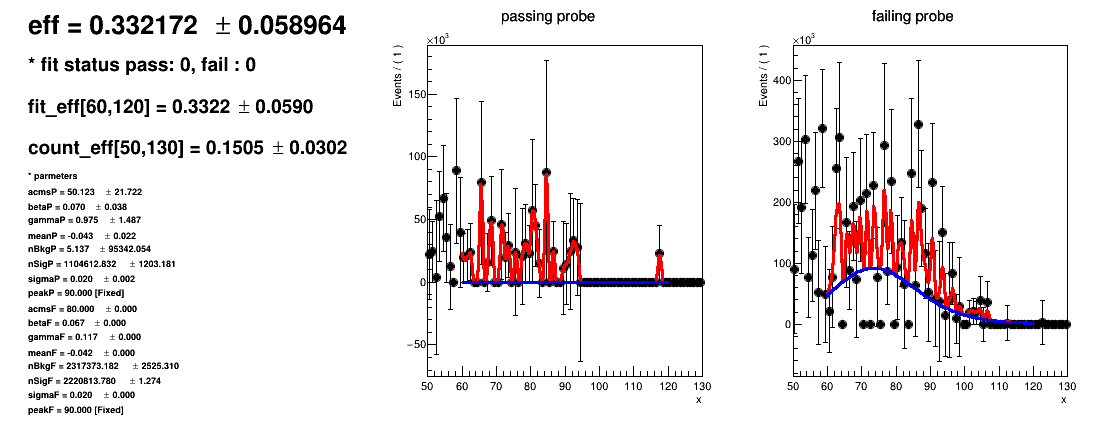 eff = 0.332172 ± 0.058964
* fit status pass: 0, fail : 0
fit_eff[60,120] = 0.3322 ± 0.0590
count_eff[50,130] = 0.1505 ± 0.0302
* parmeters
acmsP = 50.123 ± 21.722
betaP = 0.070 ± 0.038
gammaP = 0.975 ± 1.487
meanP = -0.043 ± 0.022
nBkgP = 5.137 ± 95342.054
nSigP = 1104612.832 ± 1203.181
sigmaP = 0.020 ± 0.002
peakP = 90.000 [Fixed]
acmsF = 80.000 ± 0.000
betaF = 0.067 ± 0.000
gammaF = 0.117 ± 0.000
meanF = -0.042 ± 0.000
nBkgF = 2317373.182 ± 2525.310
nSigF = 2220813.780 ± 1.274
sigmaF = 0.020 ± 0.000
peakF = 90.000 [Fixed]
passing probe
×10³
Events / ( 1 )
150
100
50
0
−50
50 60 70 80 90 100 110 120 130
x
failing probe
×10³
Events / ( 1 )
400
300
200
100
0
50 60 70 80 90 100 110 120 130
x